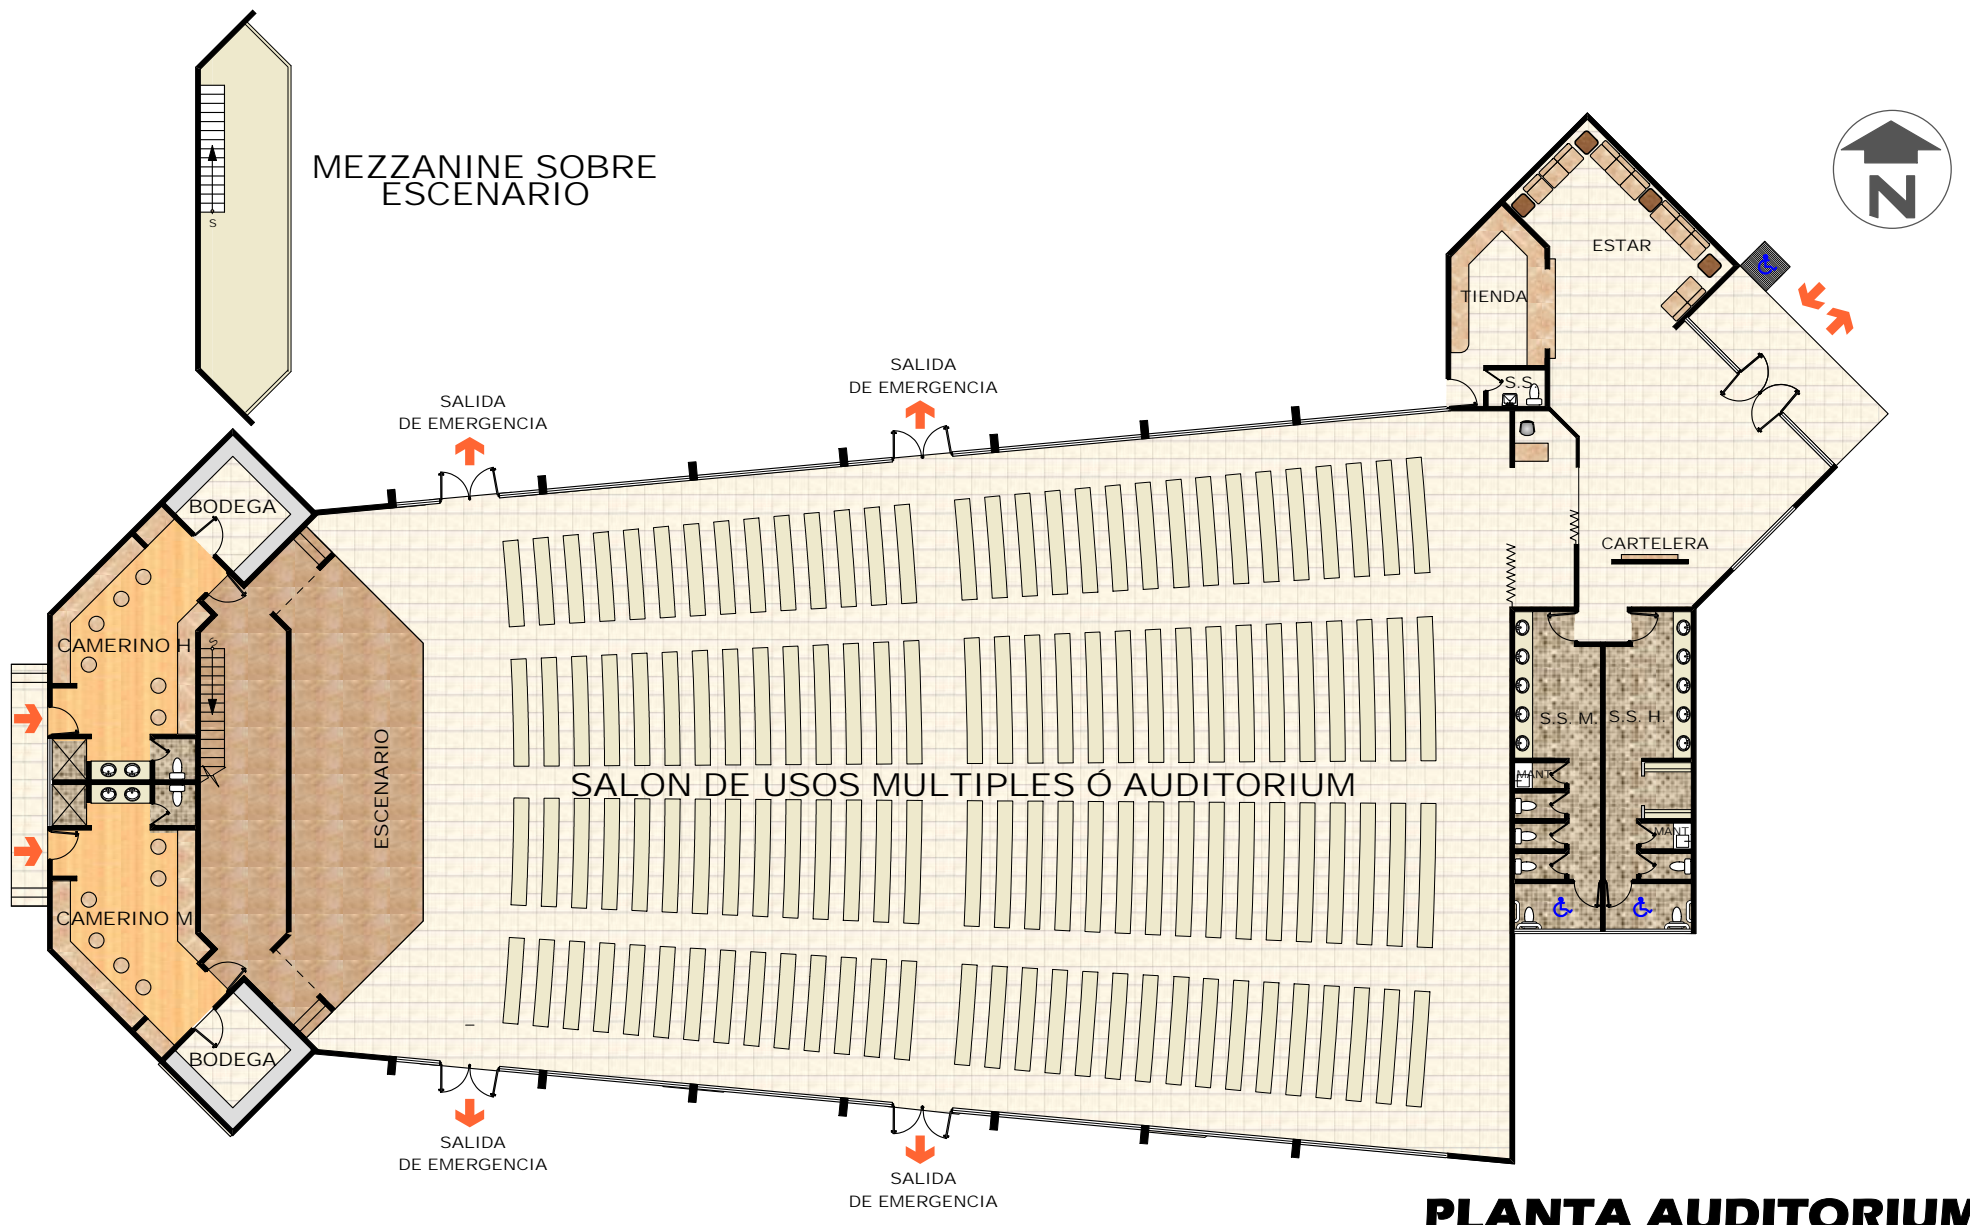 MEZZANINE SOBRE
ESCENARIO
S
N
ESTAR
TIENDA
S.S.
SALIDA
DE EMERGENCIA
SALIDA
DE EMERGENCIA
BODEGA
CARTELERA
CAMERINO H
S
ESCENARIO
SALON DE USOS MULTIPLES Ó AUDITORIUM
S.S. M.
S.S. H.
MANT.
MANT.
CAMERINO M
BODEGA
SALIDA
DE EMERGENCIA
SALIDA
DE EMERGENCIA
PLANTA AUDITORIUM